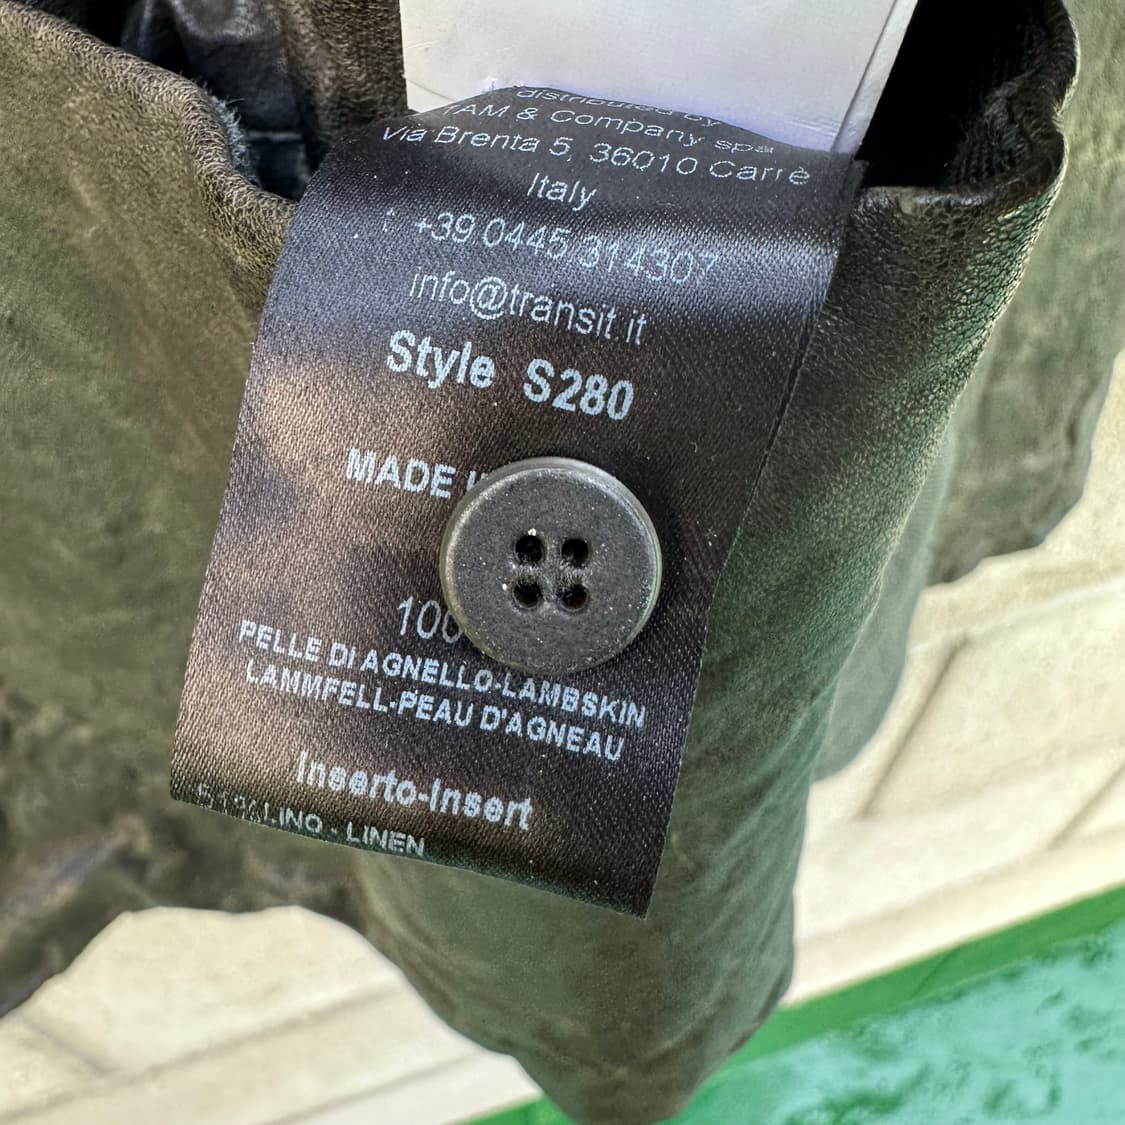 distributed by
TAM & Company spa
via Brenta 5, 36010 Carrè
Italy
t +39 0445 314307
info@transit.it
Style S280
MADE
100
PELLE DI AGNELLO-LAMBSKIN
LAMMFELL-PEAU D'AGNEAU
Inserto-Insert
LINO - LINEN